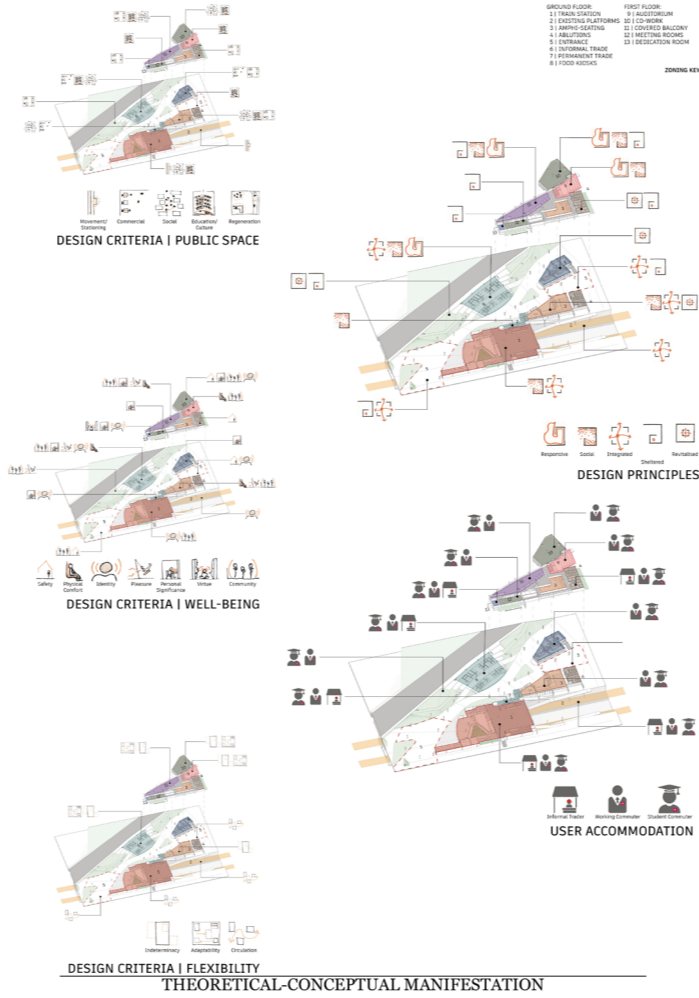 GROUND FLOOR:
1 | TRAIN STATION
2 | EXISTING PLATFORMS
3 | AMPHI-SEATING
4 | ABLUTIONS
5 | ENTRANCE
6 | INFORMAL TRADE
7 | PERMANENT TRADE
8 | FOOD KIOSKS
FIRST FLOOR:
9 | AUDITORIUM
10 | CO-WORK
11 | COVERED BALCONY
12 | MEETING ROOMS
13 | DEDICATION ROOM
ZONING KEY
Movement/
Stationing
Commercial
Social
Education/
Culture
Regeneration
DESIGN CRITERIA | PUBLIC SPACE
Responsive
Social
Integrated
Sheltered
Revitalised
DESIGN PRINCIPLES
Safety
Physical
Comfort
Identity
Pleasure
Personal
Significance
Virtue
Community
DESIGN CRITERIA | WELL-BEING
Informal Trader
Working Commuter
Student Commuter
USER ACCOMMODATION
Indeterminacy
Adaptability
Circulation
DESIGN CRITERIA | FLEXIBILITY
THEORETICAL-CONCEPTUAL MANIFESTATION